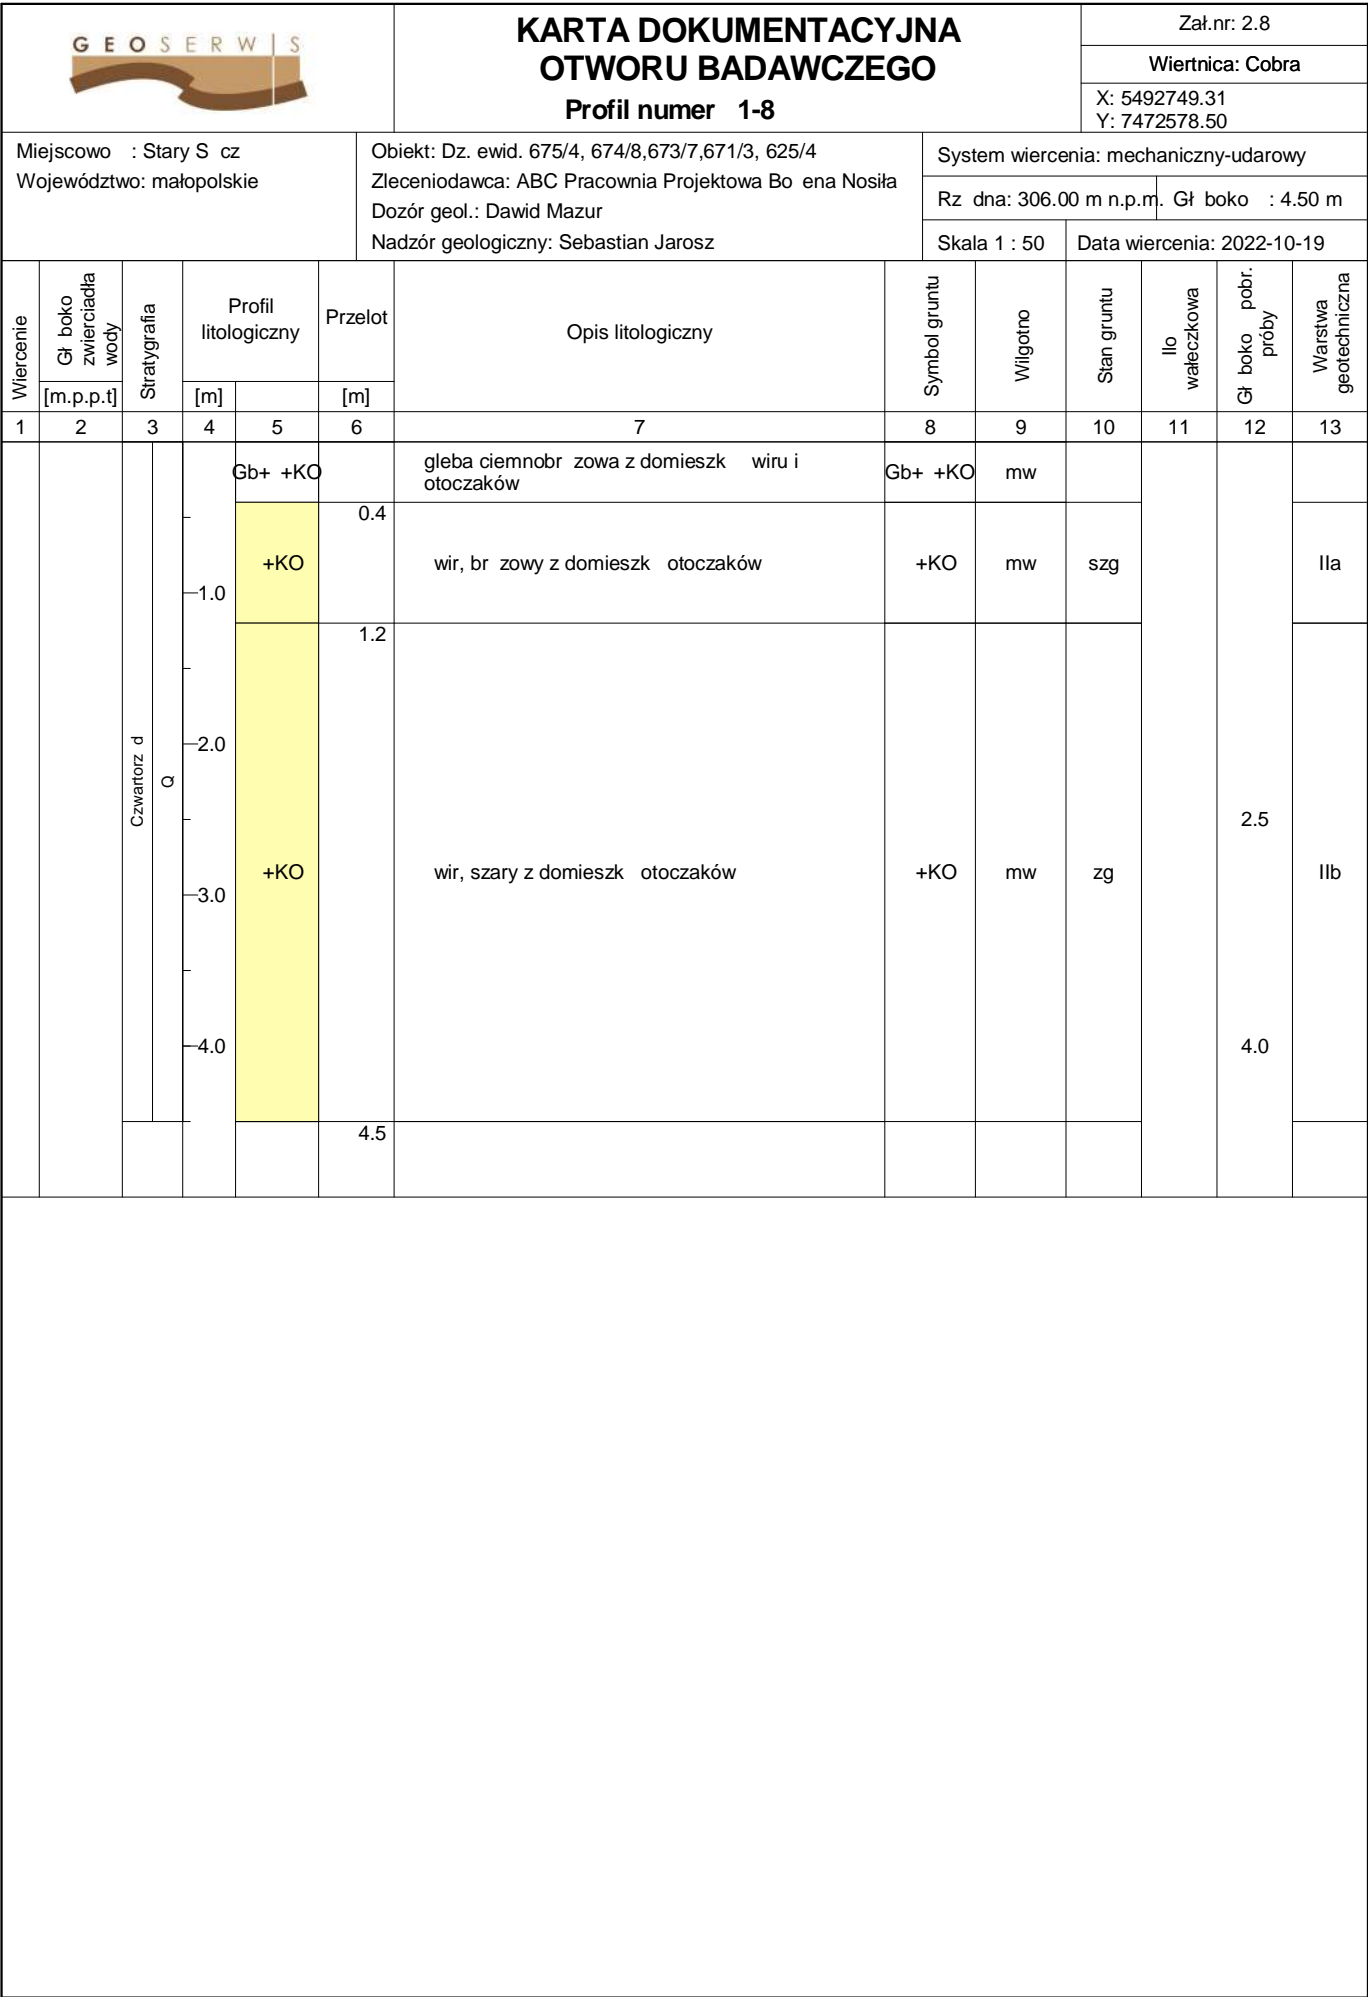 GEOSERWIS
KARTA DOKUMENTACYJNA
OTWORU BADAWCZEGO
Profil numer 1-8
Zał.nr: 2.8
Wiertnica: Cobra
X: 5492749.31
Y: 7472578.50
Miejscowo : Stary S cz
Województwo: małopolskie
Obiekt: Dz. ewid. 675/4, 674/8,673/7,671/3, 625/4
Zleceniodawca: ABC Pracownia Projektowa Bo ena Nosiła
Dozór geol.: Dawid Mazur
Nadzór geologiczny: Sebastian Jarosz
System wiercenia: mechaniczny-udarowy
Rz dna: 306.00 m n.p.m. Gł boko : 4.50 m
Skala 1 : 50 Data wiercenia: 2022-10-19
Wiercenie
Gł boko
zwierciadła
wody
[m.p.p.t]
Stratygrafia
Profil
litologiczny
[m]
Przelot
[m]
Opis litologiczny
Symbol gruntu
Wilgotno
Stan gruntu
Ilo
wałeczkowa
Gł boko pobr.
próby
Warstwa
geotechniczna
1 2 3 4 5 6 7 8 9 10 11 12 13
Gb+ +KO
gleba ciemnobr zowa z domieszk wiru i
otoczaków
Gb+ +KO mw
0.4
+KO wir, br zowy z domieszk otoczaków +KO mw szg IIa
1.0
1.2
Czwartorz d
Q
2.0
2.5
+KO wir, szary z domieszk otoczaków +KO mw zg IIb
3.0
4.0 4.0
4.5